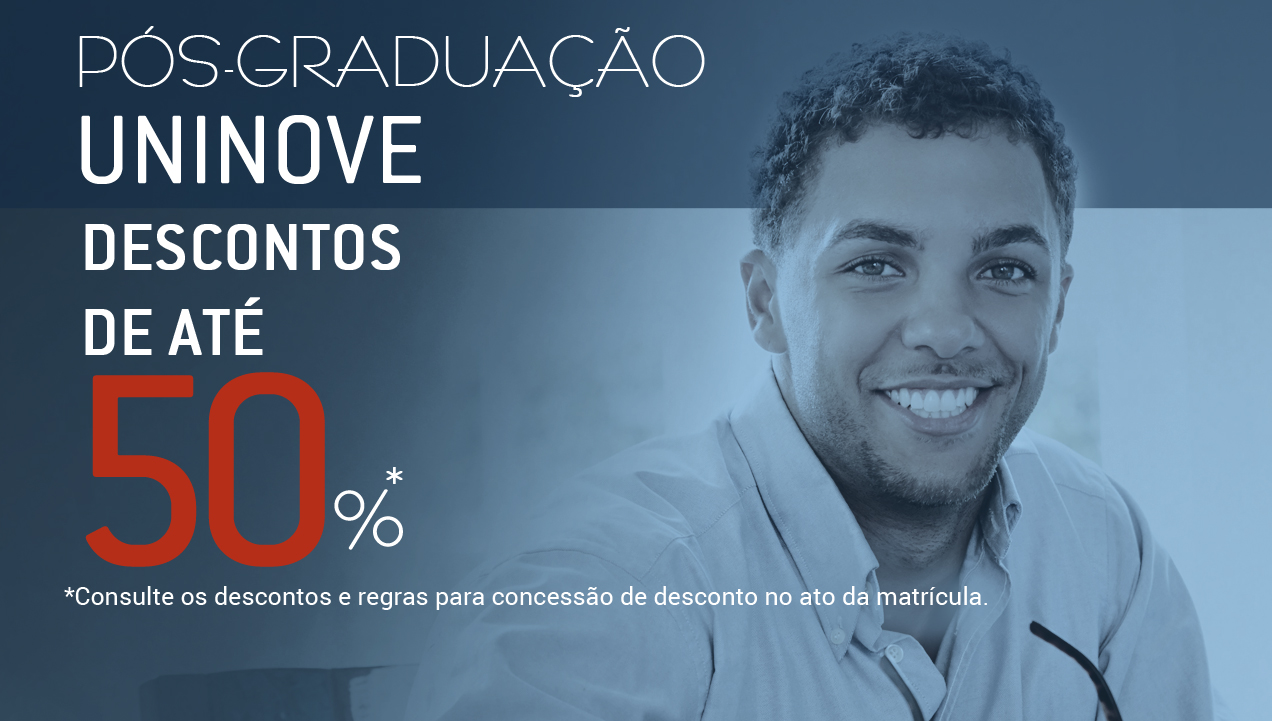 PÓS-GRADUAÇÃO
UNINOVE
DESCONTOS
DE ATÉ
50%*
*Consulte os descontos e regras para concessão de desconto no ato da matrícula.